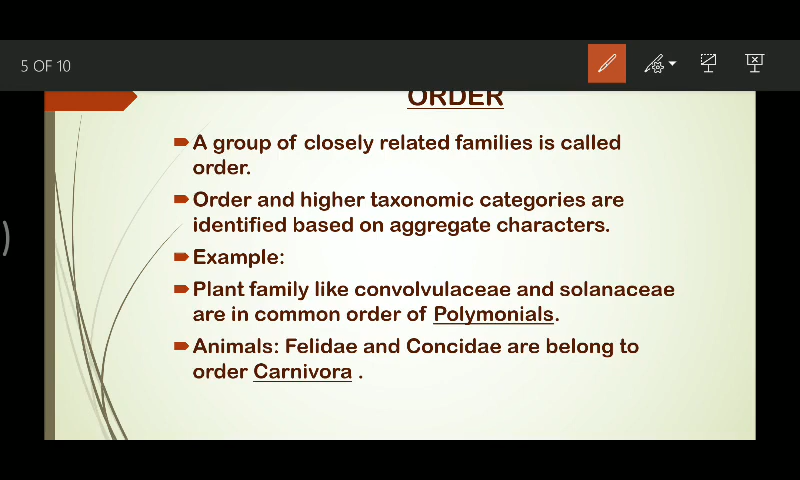 5 OF 10
ORDER
A group of closely related families is called
order.
Order and higher taxonomic categories are
identified based on aggregate characters.
Example:
Plant family like convolvulaceae and solanaceae
are in common order of Polymonials.
Animals: Felidae and Concidae are belong to
order Carnivora .